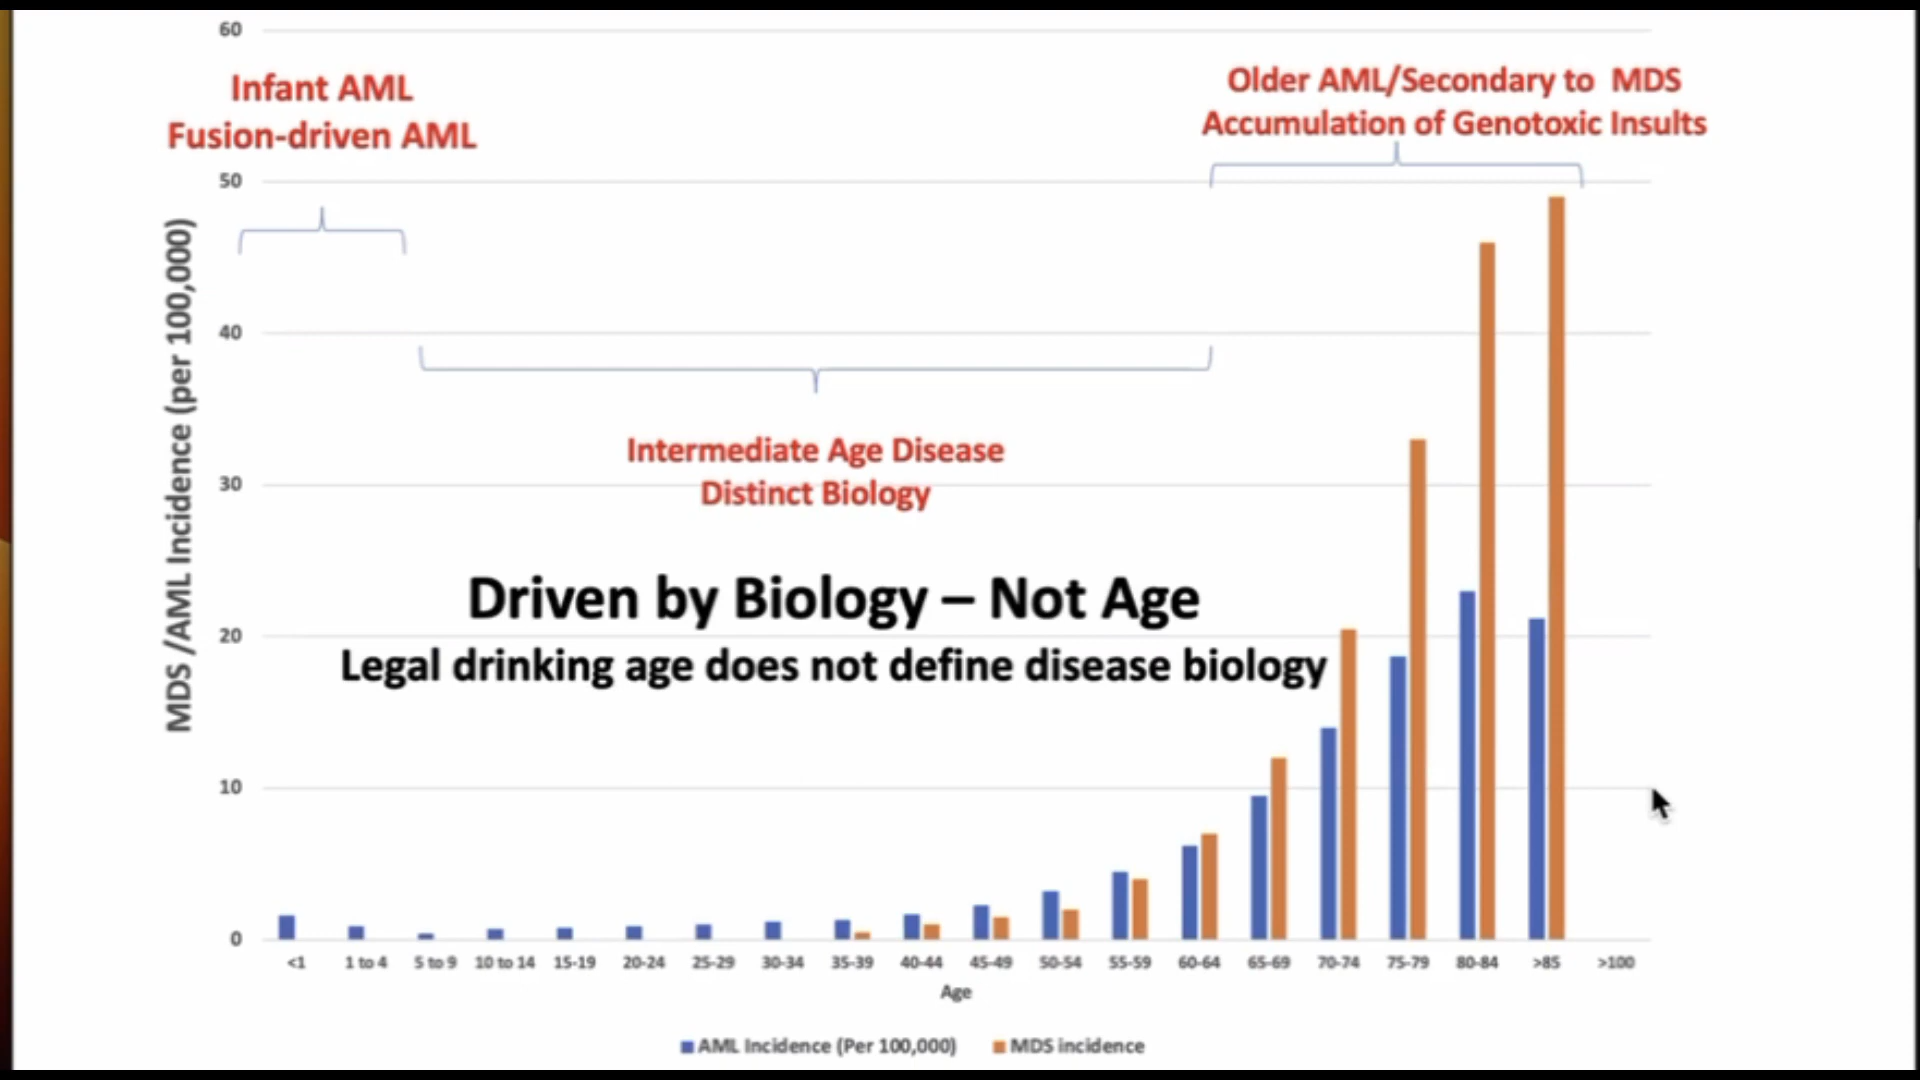 60
Infant AML
Fusion-driven AML
Older AML/Secondary to MDS
Accumulation of Genotoxic Insults
50
MDS /AML Incidence (per 100,000)
40
Intermediate Age Disease
Distinct Biology
30
Driven by Biology – Not Age
20
Legal drinking age does not define disease biology
10
0
<1 1 to 4 5 to 9 10 to 14 15-19 20-24 25-29 30-34 35-39 40-44 45-49 50-54 55-59 60-64 65-69 70-74 75-79 80-84 >85 >100
Age
AML Incidence (Per 100,000) MDS incidence